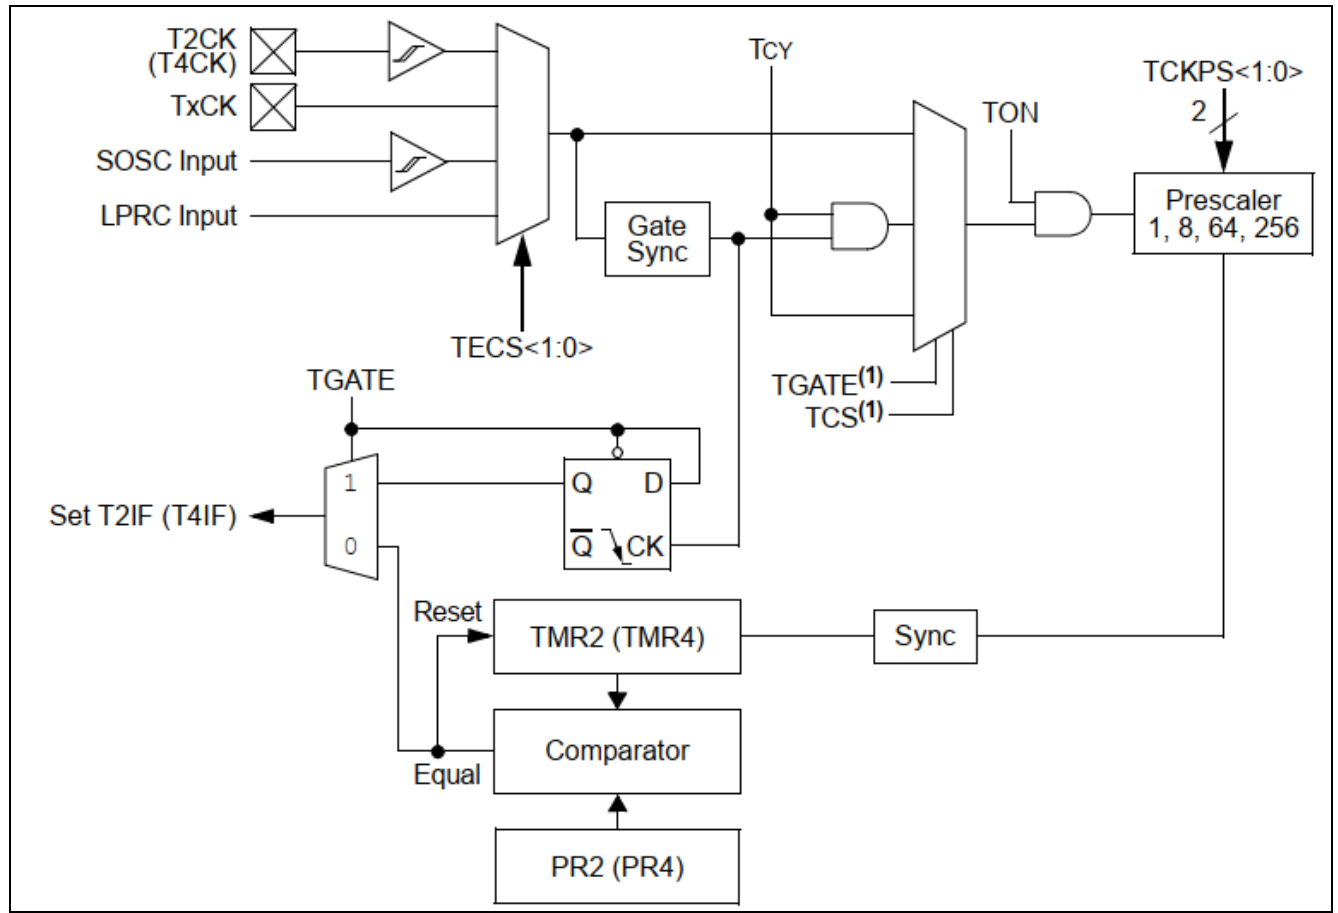 T2CK
(T4CK)
TxCK
SOSC Input
LPRC Input
TECS<1:0>
Gate
Sync
TCY
TGATE(1)
TCS(1)
TON
TCKPS<1:0>
2
Prescaler
1, 8, 64, 256
TGATE
1
0
Set T2IF (T4IF)
Q D
Q̅ CK
Reset
TMR2 (TMR4)
Sync
Equal
Comparator
PR2 (PR4)